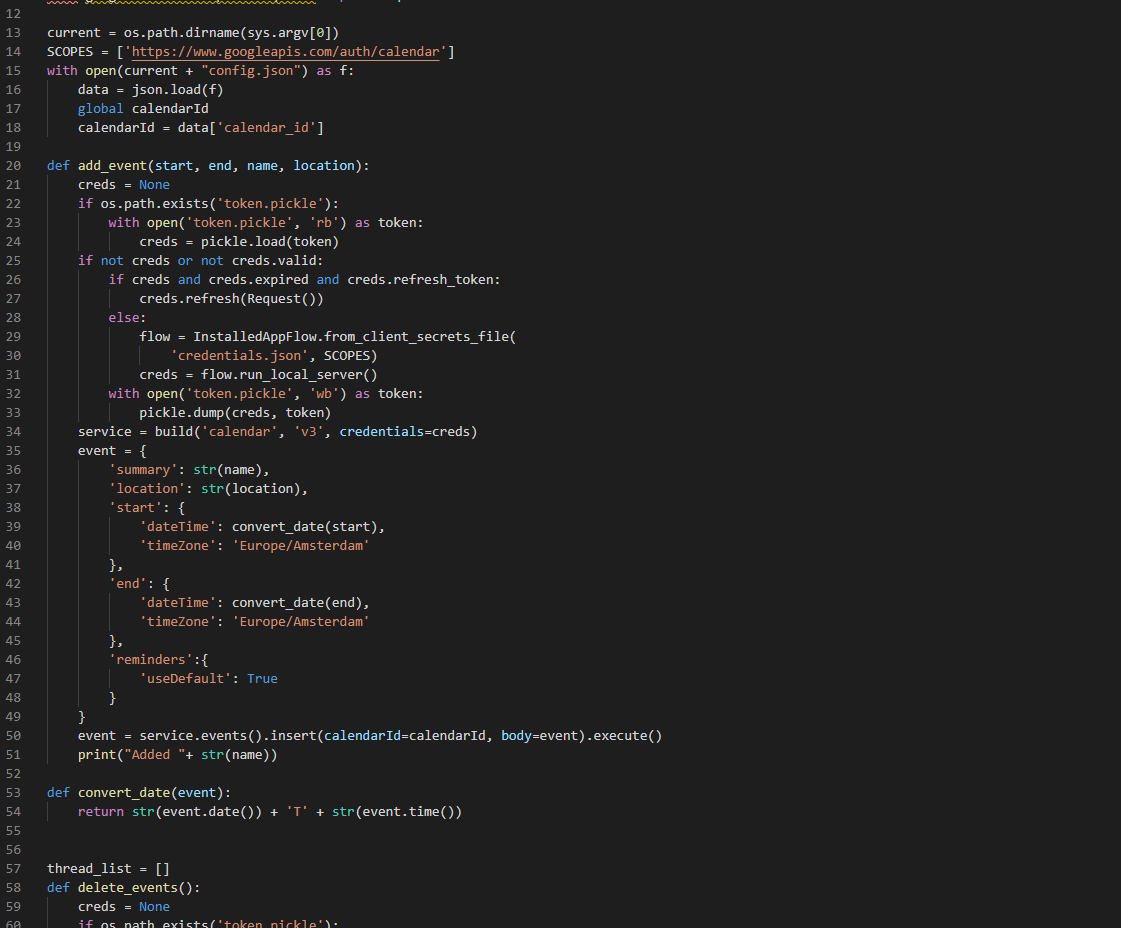 12
13 current = os.path.dirname(sys.argv[0])
14 SCOPES = ['https://www.googleapis.com/auth/calendar']
15 with open(current + "config.json") as f:
16     data = json.load(f)
17     global calendarId
18     calendarId = data['calendar_id']
19
20 def add_event(start, end, name, location):
21     creds = None
22     if os.path.exists('token.pickle'):
23         with open('token.pickle', 'rb') as token:
24             creds = pickle.load(token)
25     if not creds or not creds.valid:
26         if creds and creds.expired and creds.refresh_token:
27             creds.refresh(Request())
28         else:
29             flow = InstalledAppFlow.from_client_secrets_file(
30                 'credentials.json', SCOPES)
31             creds = flow.run_local_server()
32         with open('token.pickle', 'wb') as token:
33             pickle.dump(creds, token)
34     service = build('calendar', 'v3', credentials=creds)
35     event = {
36         'summary': str(name),
37         'location': str(location),
38         'start': {
39             'dateTime': convert_date(start),
40             'timeZone': 'Europe/Amsterdam'
41         },
42         'end': {
43             'dateTime': convert_date(end),
44             'timeZone': 'Europe/Amsterdam'
45         },
46         'reminders':{
47             'useDefault': True
48         }
49     }
50     event = service.events().insert(calendarId=calendarId, body=event).execute()
51     print("Added "+ str(name))
52
53 def convert_date(event):
54     return str(event.date()) + 'T' + str(event.time())
55
56
57 thread_list = []
58 def delete_events():
59     creds = None
60     if os.path.exists('token.pickle'):